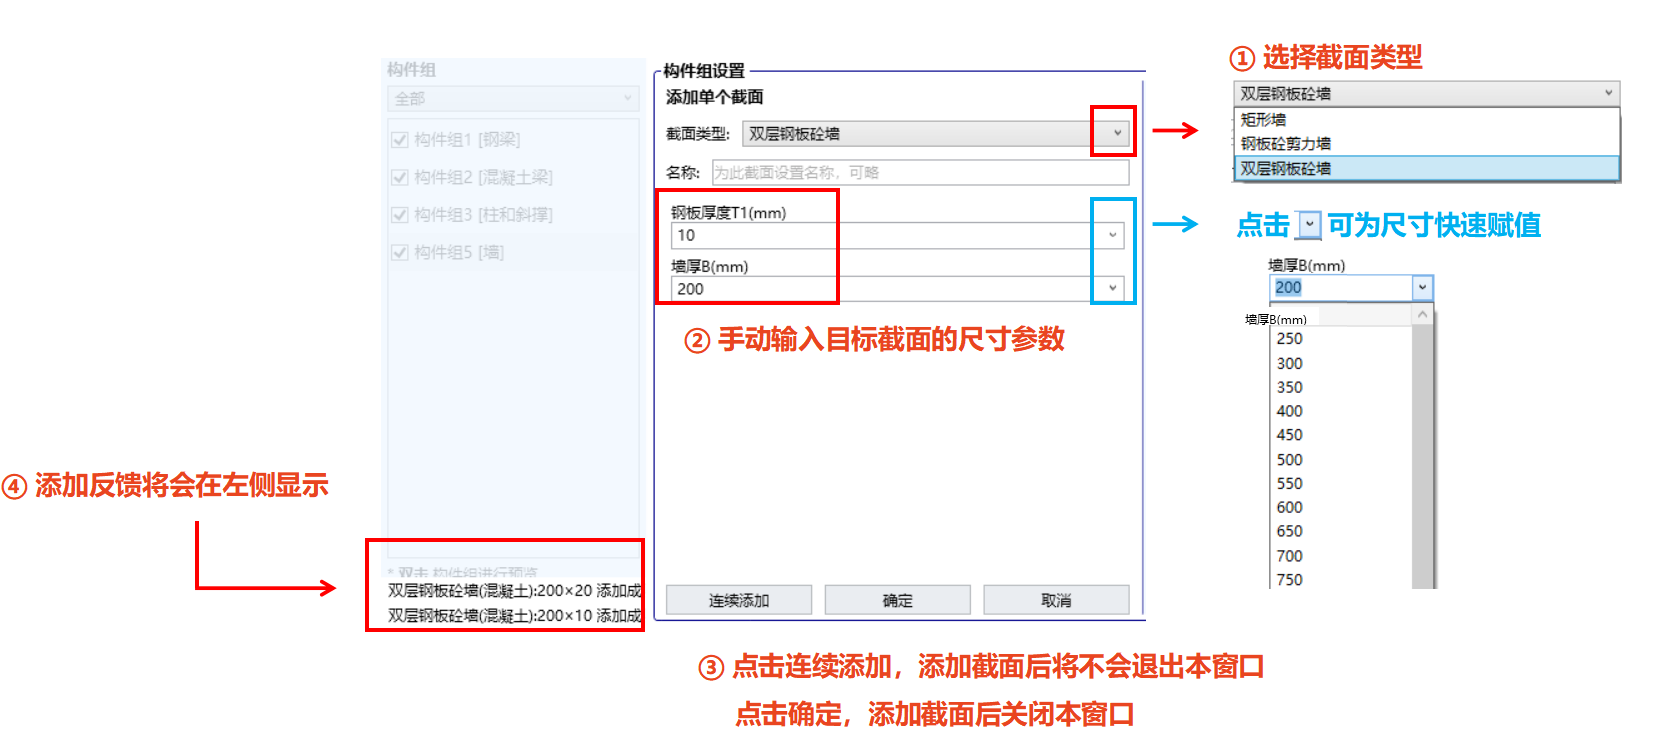 ① 选择截面类型
双层钢板砼墙
矩形墙
钢板砼剪力墙
双层钢板砼墙
构件组
全部
构件组1 [钢梁]
构件组2 [混凝土梁]
构件组3 [柱和斜撑]
构件组5 [墙]
* 双击 构件组进行预览
双层钢板砼墙(混凝土):200×20 添加成
双层钢板砼墙(混凝土):200×10 添加成
构件组设置
添加单个截面
截面类型: 双层钢板砼墙
名称: 为此截面设置名称，可略
钢板厚度T1(mm)
10
墙厚B(mm)
200
② 手动输入目标截面的尺寸参数
连续添加 确定 取消
点击 可为尺寸快速赋值
墙厚B(mm)
200
墙厚B(mm)
250
300
350
400
450
500
550
600
650
700
750
④ 添加反馈将会在左侧显示
③ 点击连续添加，添加截面后将不会退出本窗口
点击确定，添加截面后关闭本窗口